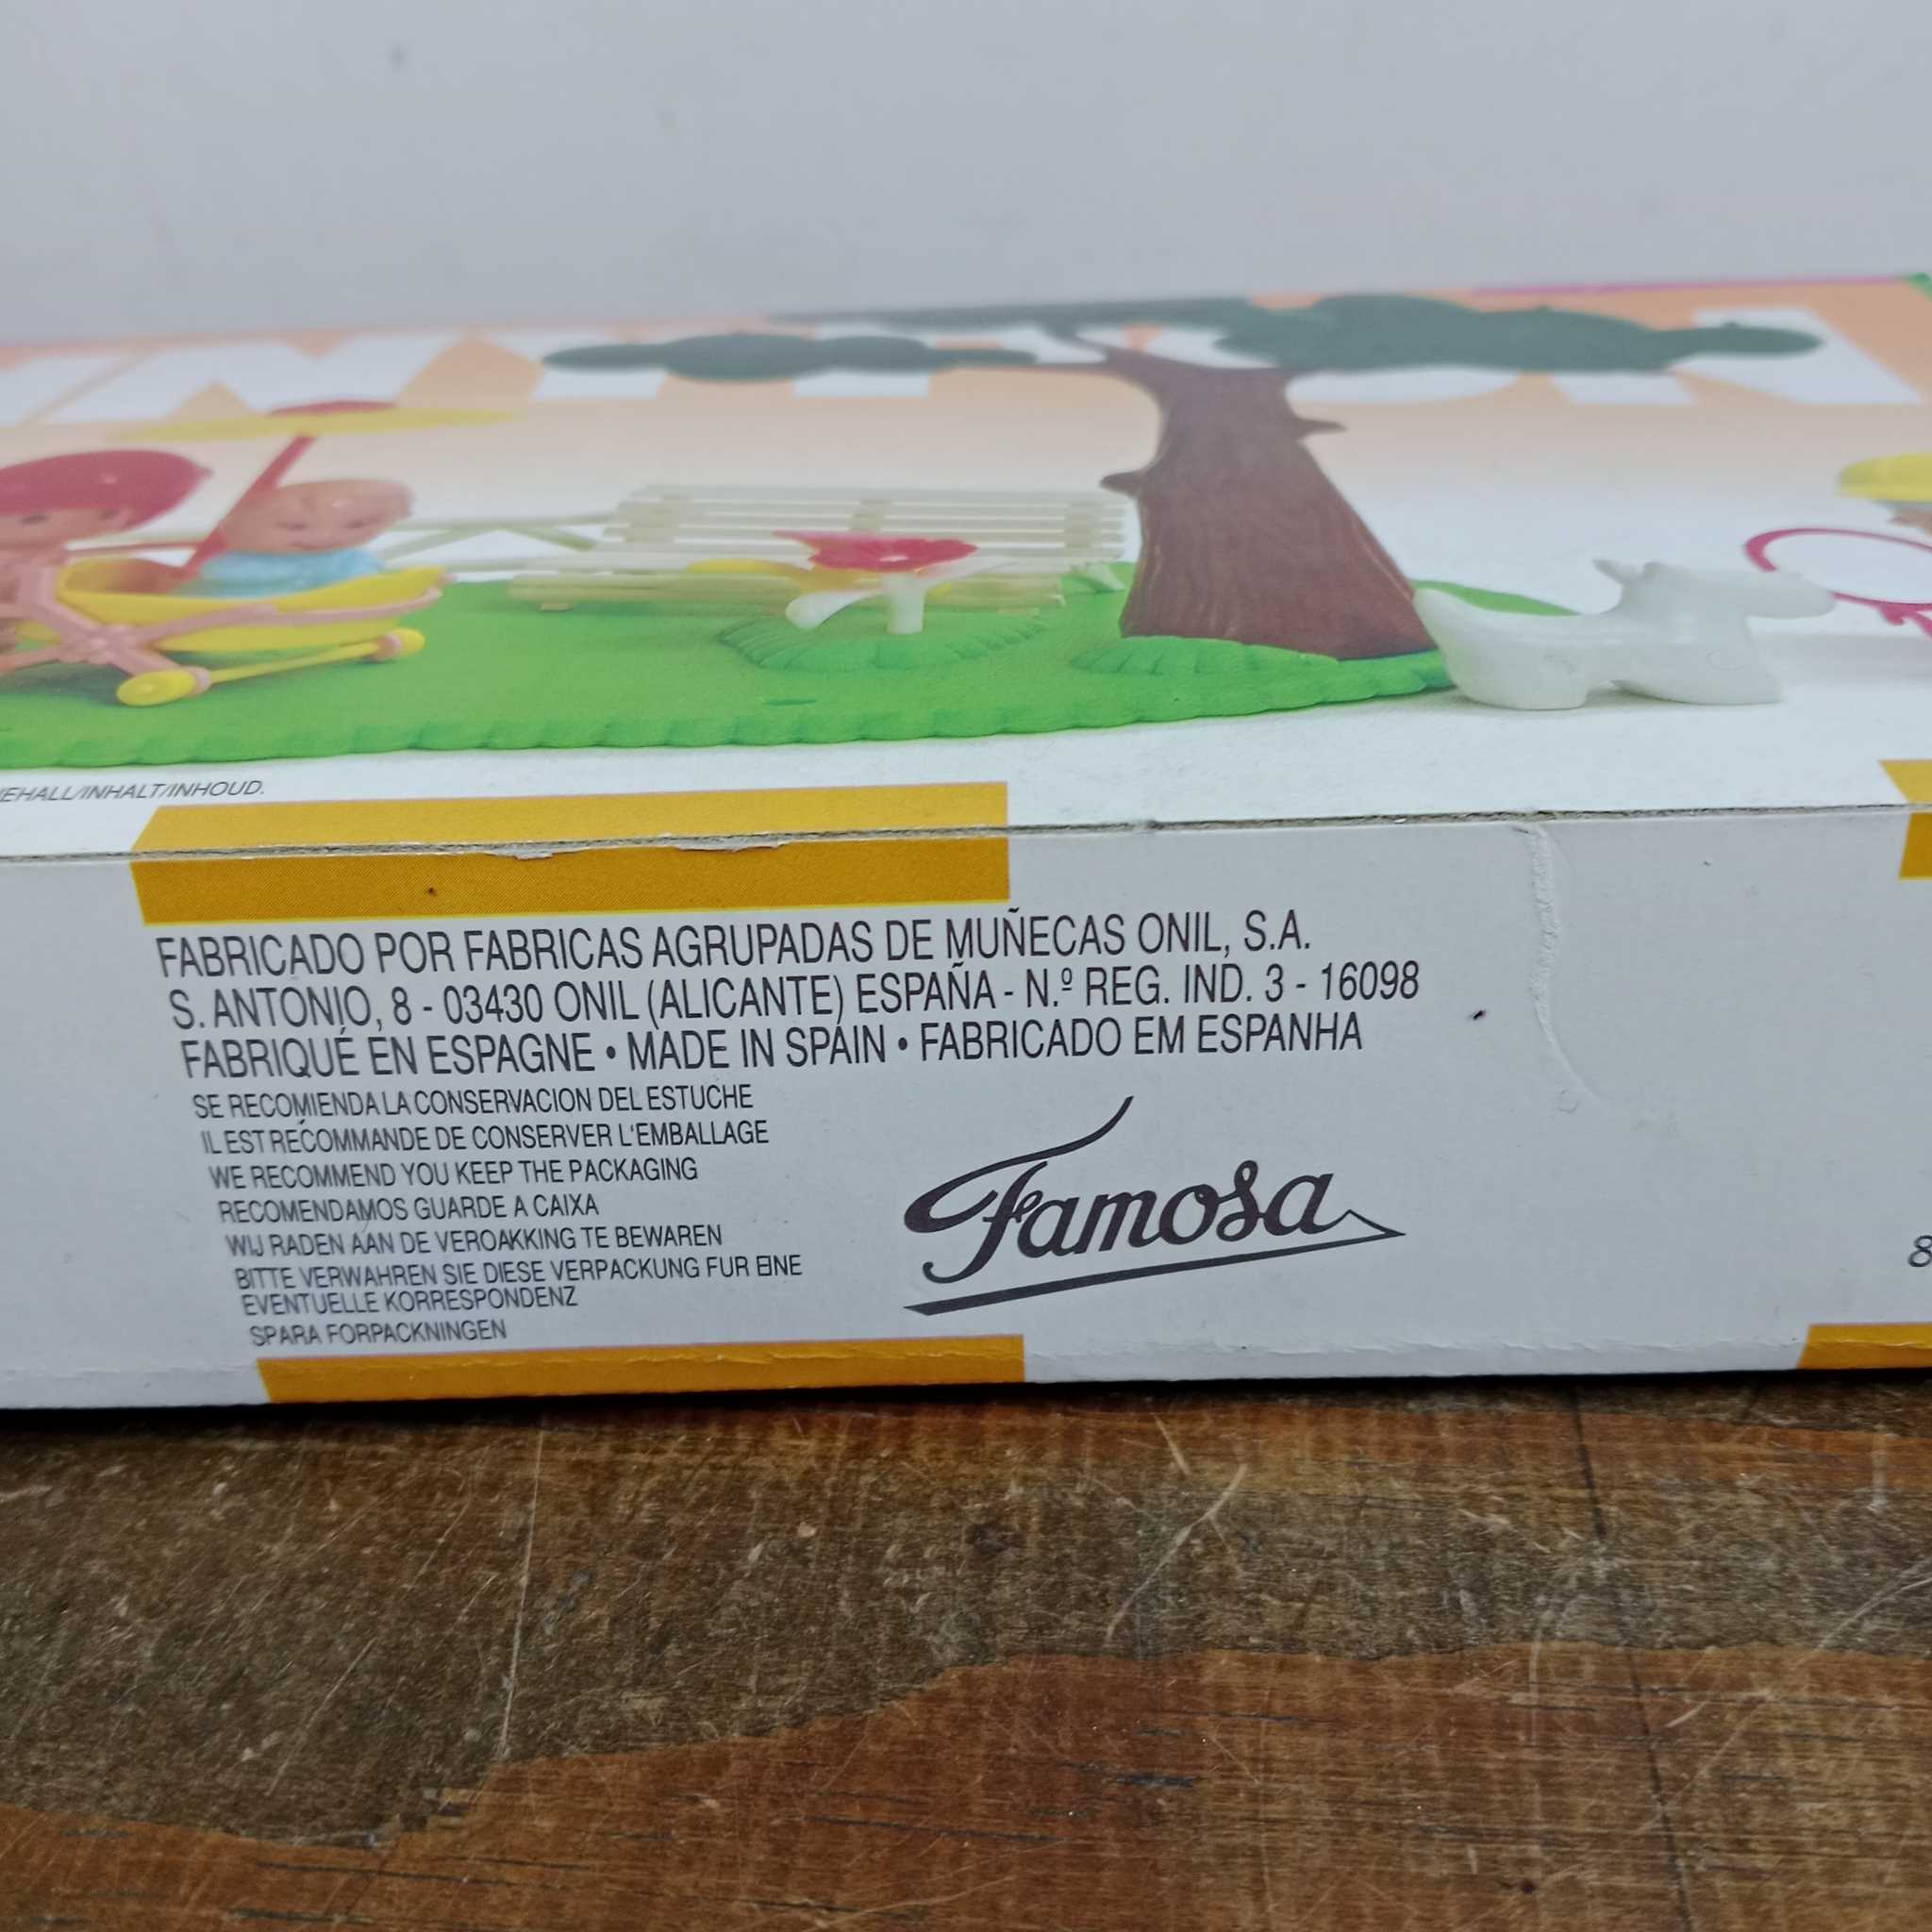 INHALT/INHOUD.
FABRICADO POR FABRICAS AGRUPADAS DE MUÑECAS ONIL, S.A.
S. ANTONIO, 8 - 03430 ONIL (ALICANTE) ESPAÑA - N.º REG. IND. 3 - 16098
FABRIQUÉ EN ESPAGNE • MADE IN SPAIN • FABRICADO EM ESPANHA
SE RECOMIENDA LA CONSERVACION DEL ESTUCHE
IL EST RECOMMANDE DE CONSERVER L'EMBALLAGE
WE RECOMMEND YOU KEEP THE PACKAGING
RECOMENDAMOS GUARDE A CAIXA
WIJ RADEN AAN DE VEROAKKING TE BEWAREN
BITTE VERWAHREN SIE DIESE VERPACKUNG FUR EINE
EVENTUELLE KORRESPONDENZ
SPARA FORPACKNINGEN
Famosa
8